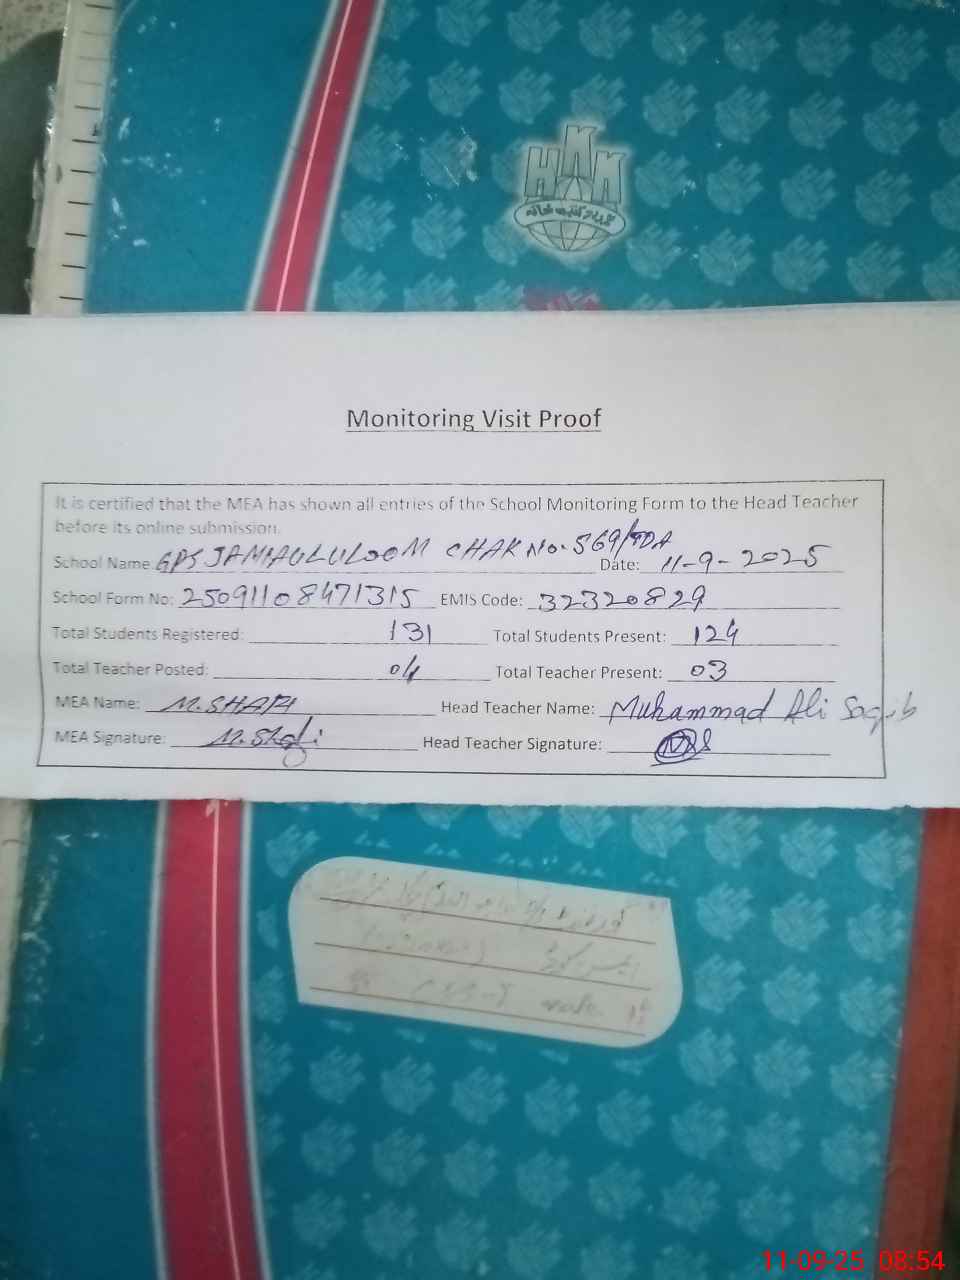 HKKM
Monitoring Visit Proof
It is certified that the MEA has shown all entries of the School Monitoring Form to the Head Teacher
before its online submission.
School Name GPS JAMIAULULOOM CHAK No. 569/TDA Date: 11-9-2025
School Form No: 25091108471315 EMIS Code: 32320829
Total Students Registered: 131 Total Students Present: 124
Total Teacher Posted: 04 Total Teacher Present: 03
MEA Name: M. SHAFI Head Teacher Name: Muhammad Ali Saqib
MEA Signature: M. Shafi Head Teacher Signature:
11-09-25 08:54